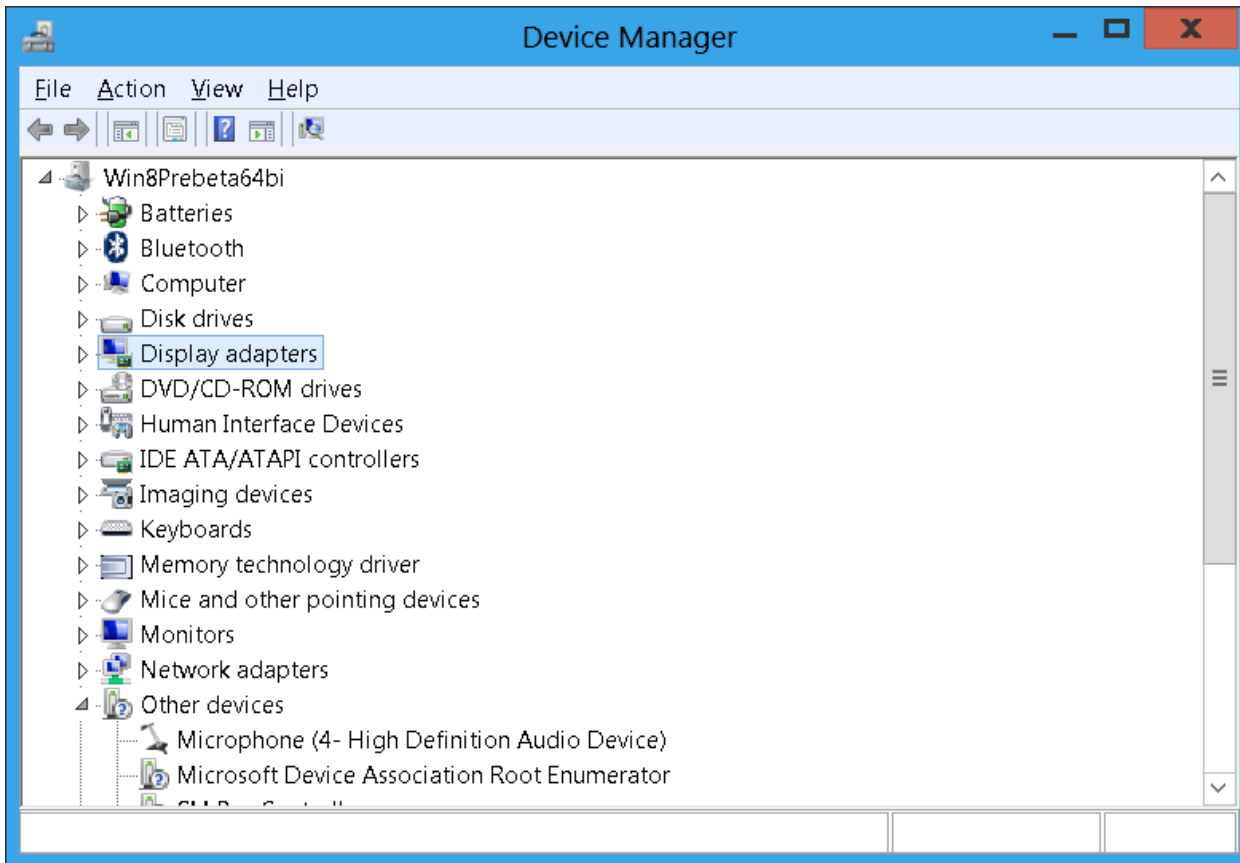 Device Manager
File Action View Help
Win8Prebeta64bi
Batteries
Bluetooth
Computer
Disk drives
Display adapters
DVD/CD-ROM drives
Human Interface Devices
IDE ATA/ATAPI controllers
Imaging devices
Keyboards
Memory technology driver
Mice and other pointing devices
Monitors
Network adapters
Other devices
Microphone (4- High Definition Audio Device)
Microsoft Device Association Root Enumerator